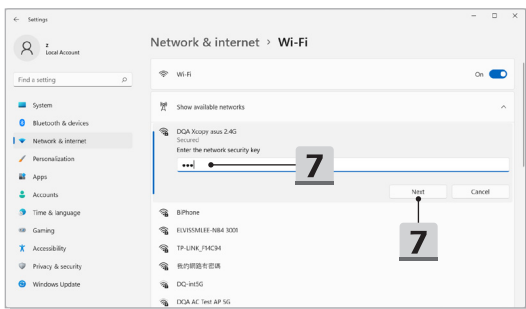 Settings
z
Local Account
Find a setting
System
Bluetooth & devices
Network & internet
Personalization
Apps
Accounts
Time & language
Gaming
Accessibility
Privacy & security
Windows Update
Network & internet > Wi-Fi
Wi-Fi
On
Show available networks
DQA Xcopy asus 2.4G
Secured
Enter the network security key
•••
7
Next
Cancel
7
BiPhone
ELVISSMLEE-N84 3001
TP-LINK_F14C94
我的網路有密碼
DQ-int5G
DQA AC Test AP 5G